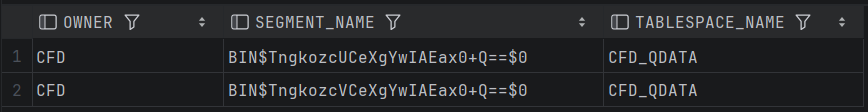 OWNER SEGMENT_NAME TABLESPACE_NAME
1 CFD BIN$TngkozcUCeXgYwIAEax0+Q==$0 CFD_QDATA
2 CFD BIN$TngkozcVCeXgYwIAEax0+Q==$0 CFD_QDATA